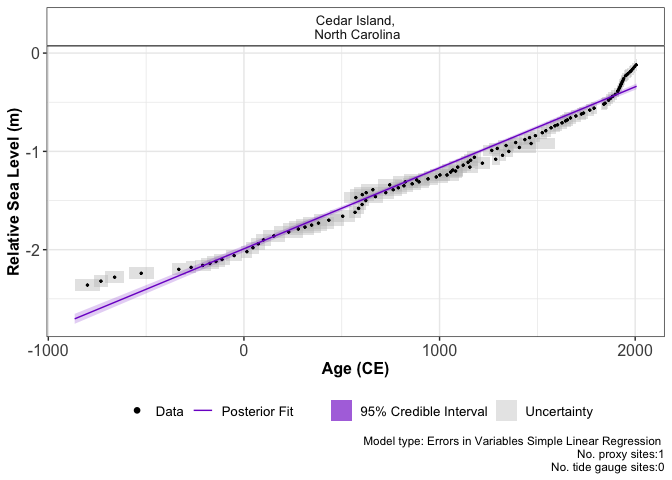 Cedar Island,
North Carolina
0
-1
-2
Relative Sea Level (m)
-1000
0
1000
2000
Age (CE)
Data
Posterior Fit
95% Credible Interval
Uncertainty
Model type: Errors in Variables Simple Linear Regression
No. proxy sites:1
No. tide gauge sites:0